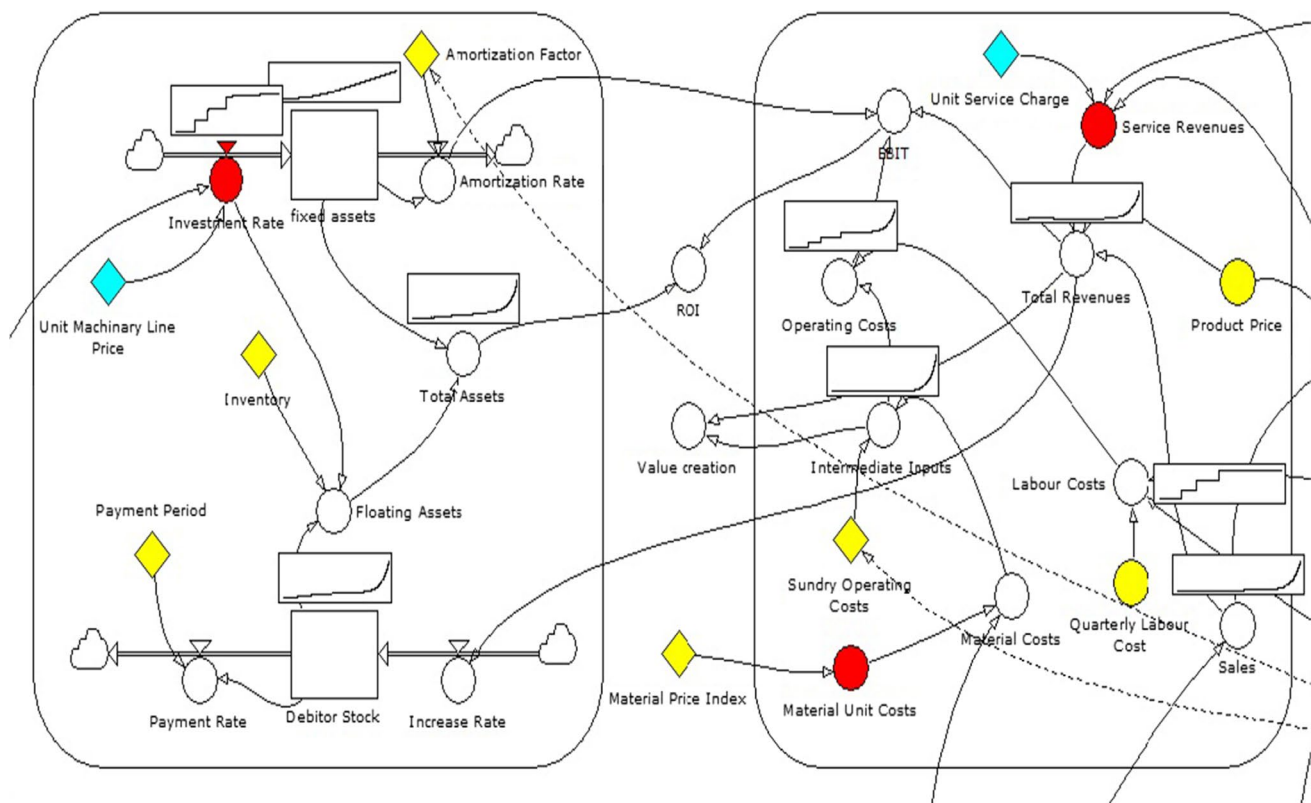 Amortization Factor
Amortization Rate
Investment Rate
fixed assets
Unit Machinary Line
Price
Inventory
Total Assets
Payment Period
Floating Assets
Payment Rate
Debitor Stock
Increase Rate
Unit Service Charge
Service Revenues
EBIT
ROI
Operating Costs
Total Revenues
Product Price
Value creation
Intermediate Inputs
Labour Costs
Sundry Operating
Costs
Material Costs
Quarterly Labour
Cost
Sales
Material Price Index
Material Unit Costs